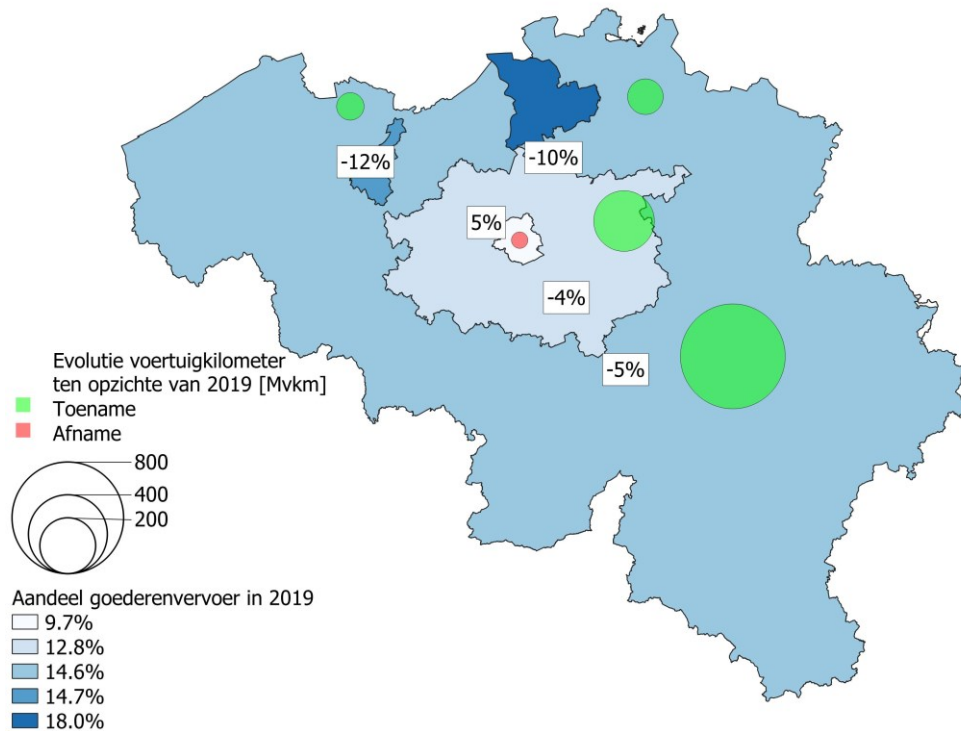 -12%
-10%
5%
-4%
-5%
Evolutie voertuigkilometer
ten opzichte van 2019 [Mvkm]
Toename
Afname
800
400
200
Aandeel goederenvervoer in 2019
9.7%
12.8%
14.6%
14.7%
18.0%